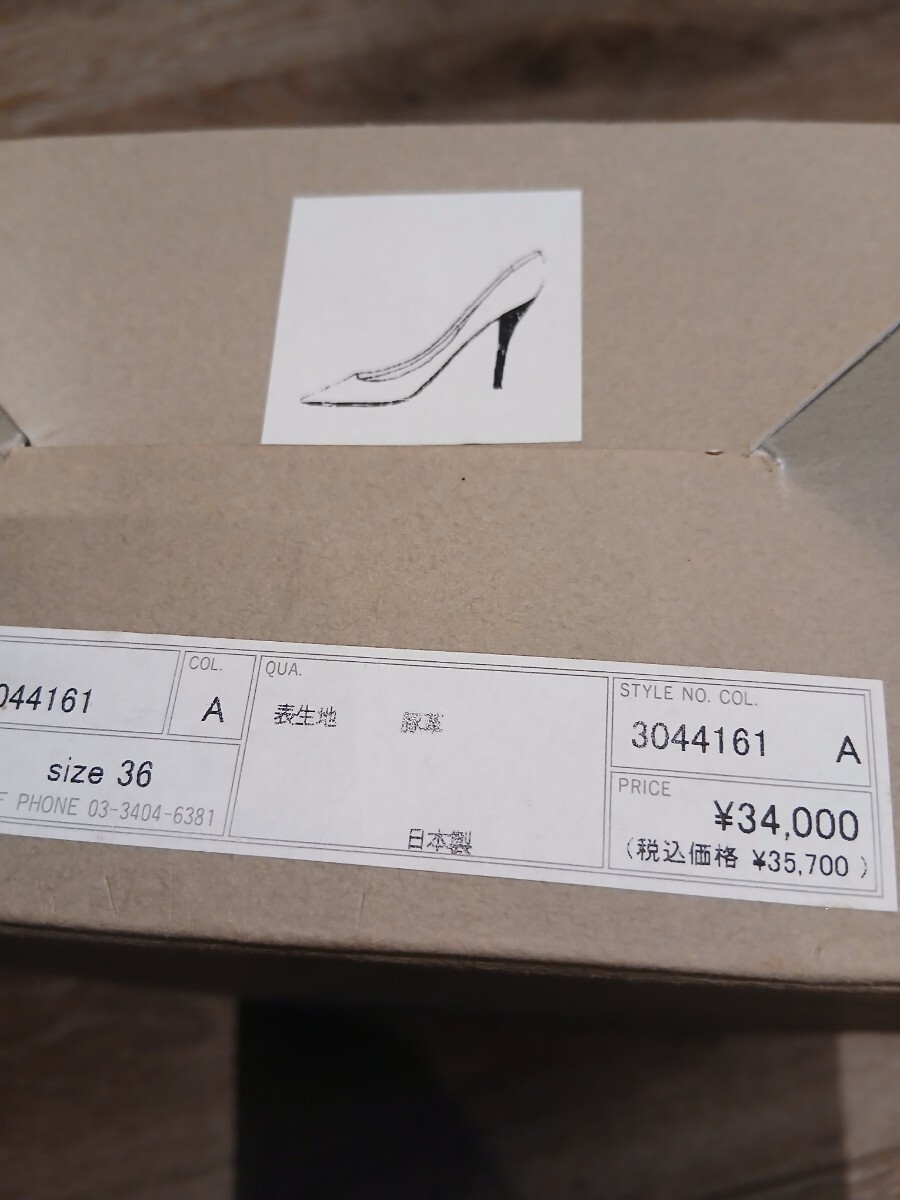 044161
COL.
A
size 36
PHONE 03-3404-6381
QUA.
表生地 豚革
日本製
STYLE NO. COL.
3044161 A
PRICE
¥34,000
(税込価格 ¥35,700 )